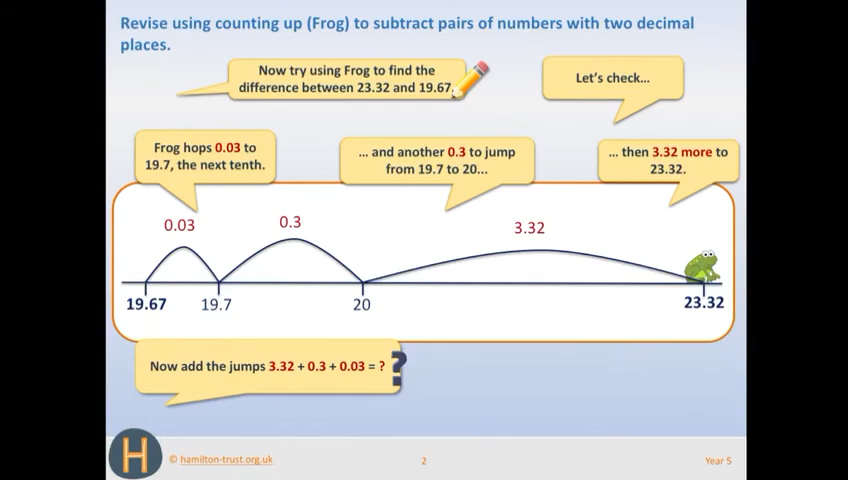 Revise using counting up (Frog) to subtract pairs of numbers with two decimal
places.
Now try using Frog to find the
difference between 23.32 and 19.67.
Let's check...
Frog hops 0.03 to
19.7, the next tenth.
... and another 0.3 to jump
from 19.7 to 20...
... then 3.32 more to
23.32.
0.03
0.3
3.32
19.67
19.7
20
23.32
Now add the jumps 3.32 + 0.3 + 0.03 = ?
?
H
© hamilton-trust.org.uk
2
Year 5